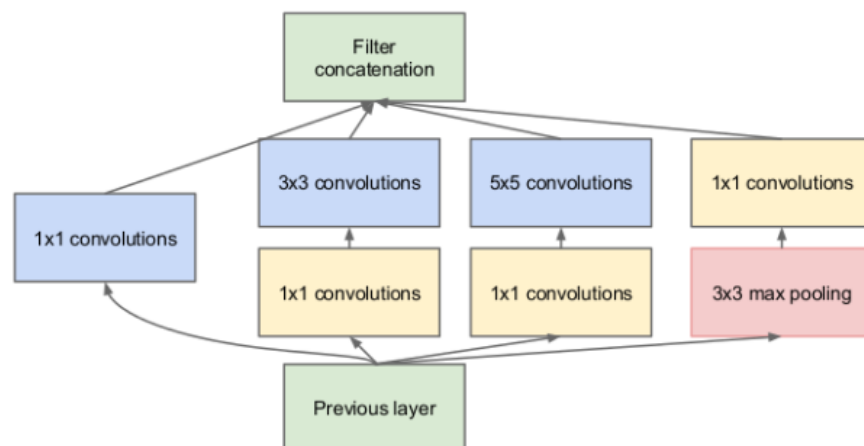 Filter
concatenation
3x3 convolutions
5x5 convolutions
1x1 convolutions
1x1 convolutions
1x1 convolutions
1x1 convolutions
3x3 max pooling
Previous layer